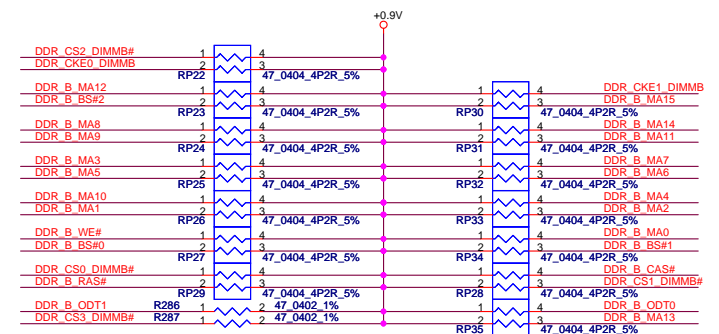 +0.9V
DDR_CS2_DIMMB# 1 4
DDR_CKE0_DIMMB 2 3
RP22 47_0404_4P2R_5%
DDR_B_MA12 1 4 1 4 DDR_CKE1_DIMMB
DDR_B_BS#2 2 3 2 3 DDR_B_MA15
RP23 47_0404_4P2R_5% RP30 47_0404_4P2R_5%
DDR_B_MA8 1 4 1 4 DDR_B_MA14
DDR_B_MA9 2 3 2 3 DDR_B_MA11
RP24 47_0404_4P2R_5% RP31 47_0404_4P2R_5%
DDR_B_MA3 1 4 1 4 DDR_B_MA7
DDR_B_MA5 2 3 2 3 DDR_B_MA6
RP25 47_0404_4P2R_5% RP32 47_0404_4P2R_5%
DDR_B_MA10 1 4 1 4 DDR_B_MA4
DDR_B_MA1 2 3 2 3 DDR_B_MA2
RP26 47_0404_4P2R_5% RP33 47_0404_4P2R_5%
DDR_B_WE# 1 4 1 4 DDR_B_MA0
DDR_B_BS#0 2 3 2 3 DDR_B_BS#1
RP27 47_0404_4P2R_5% RP34 47_0404_4P2R_5%
DDR_CS0_DIMMB# 1 4 1 4 DDR_B_CAS#
DDR_B_RAS# 2 3 2 3 DDR_CS1_DIMMB#
RP29 47_0404_4P2R_5% RP28 47_0404_4P2R_5%
DDR_B_ODT1 R286 1 2 47_0402_1% 1 4 DDR_B_ODT0
DDR_CS3_DIMMB# R287 1 2 47_0402_1% 2 3 DDR_B_MA13
RP35 47_0404_4P2R_5%